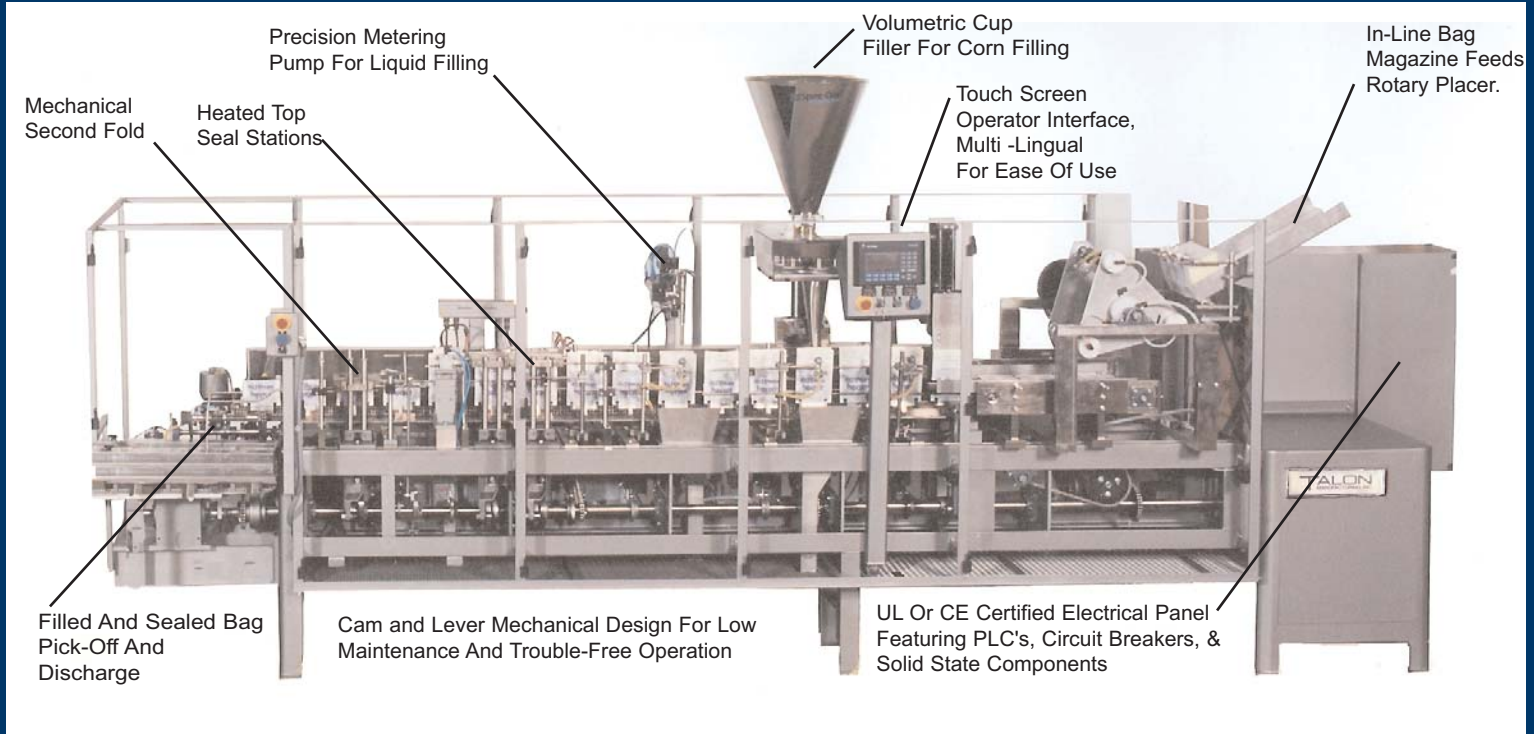 Volumetric Cup
Filler For Corn Filling
Precision Metering
Pump For Liquid Filling
In-Line Bag
Magazine Feeds
Rotary Placer.
Mechanical
Second Fold
Heated Top
Seal Stations
Touch Screen
Operator Interface,
Multi -Lingual
For Ease Of Use
TALON
Filled And Sealed Bag
Pick-Off And
Discharge
Cam and Lever Mechanical Design For Low
Maintenance And Trouble-Free Operation
UL Or CE Certified Electrical Panel
Featuring PLC's, Circuit Breakers, &
Solid State Components